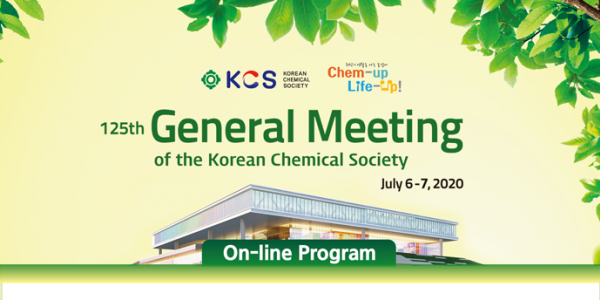 KCS KOREAN
CHEMICAL
SOCIETY
Chem-up
Life-up!
125th General Meeting
of the Korean Chemical Society
July 6-7, 2020
On-line Program